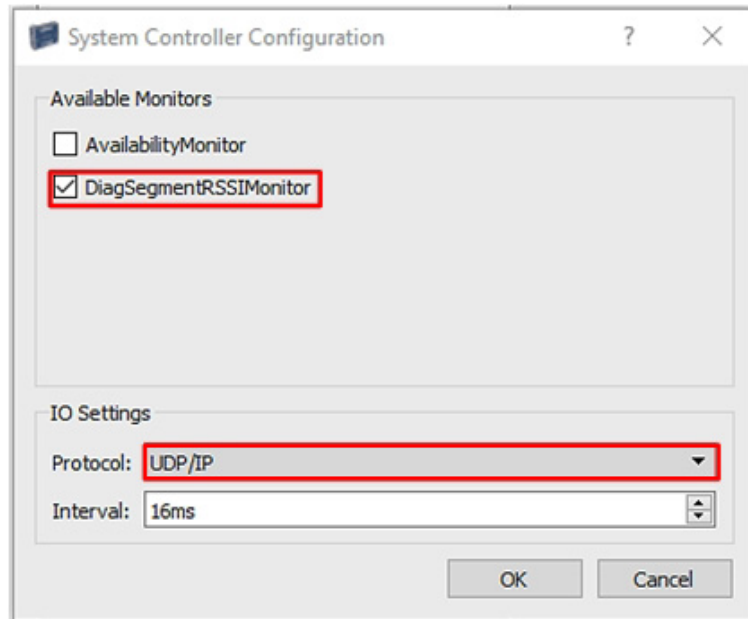 System Controller Configuration ?
Available Monitors
AvailabilityMonitor
DiagSegmentRSSIMonitor
IO Settings
Protocol: UDP/IP
Interval: 16ms
OK Cancel